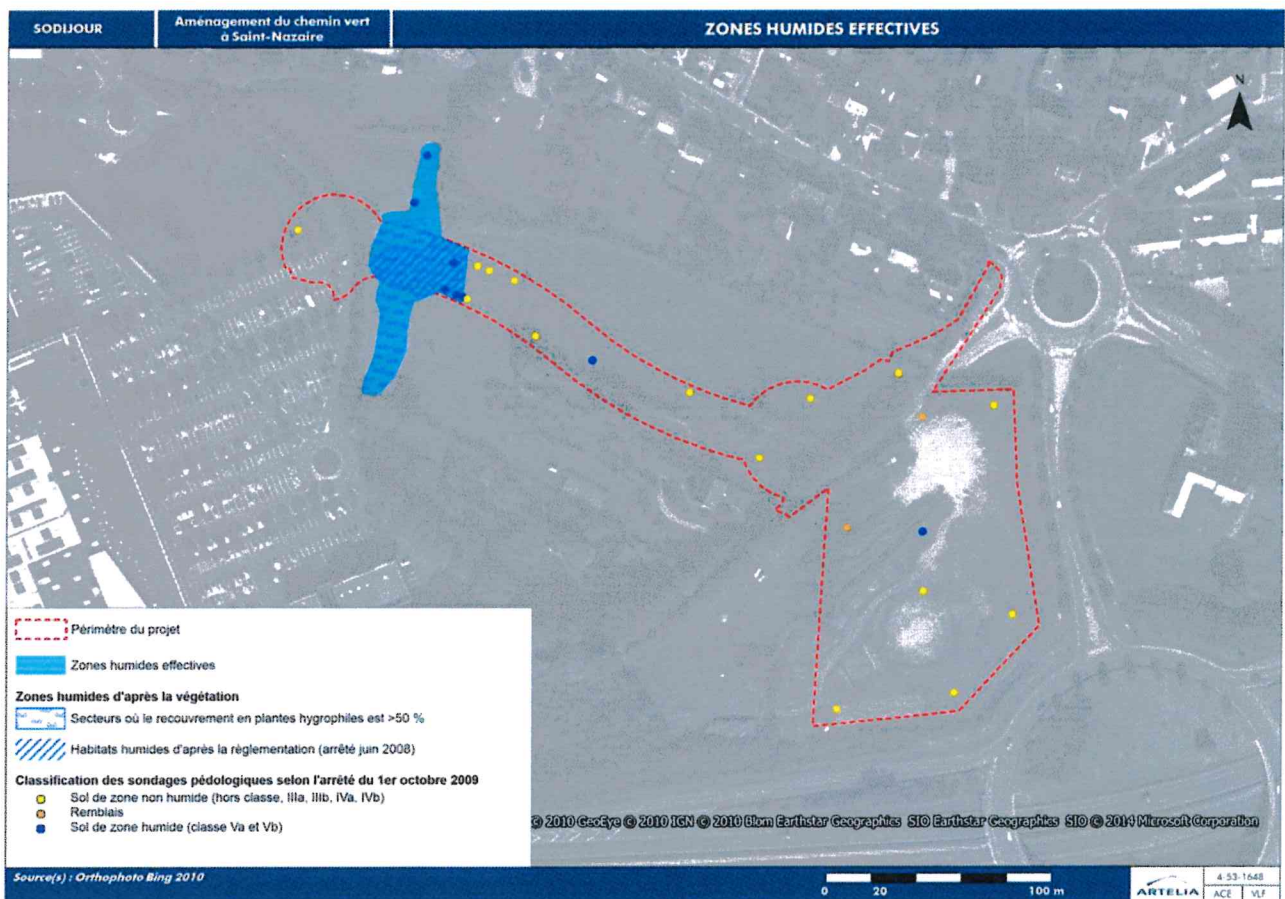 SODIJOUR
Aménagement du chemin vert
à Saint-Nazaire
ZONES HUMIDES EFFECTIVES
N
Périmètre du projet
Zones humides effectives
Zones humides d'après la végétation
Secteurs où le recouvrement en plantes hygrophiles est >50 %
Habitats humides d'après la règlementation (arrêté juin 2008)
Classification des sondages pédologiques selon l'arrêté du 1er octobre 2009
Sol de zone non humide (hors classe, IIIa, IIIb, IVa, IVb)
Remblais
Sol de zone humide (classe Va et Vb)
© 2010 GeoEye © 2010 IGN © 2010 Blom Earthstar Geographics SIO Earthstar Geographics SIO © 2014 Microsoft Corporation
Source(s) : Orthophoto Bing 2010
0 20 100 m
ARTELIA
4 53-1648
ACE VLF